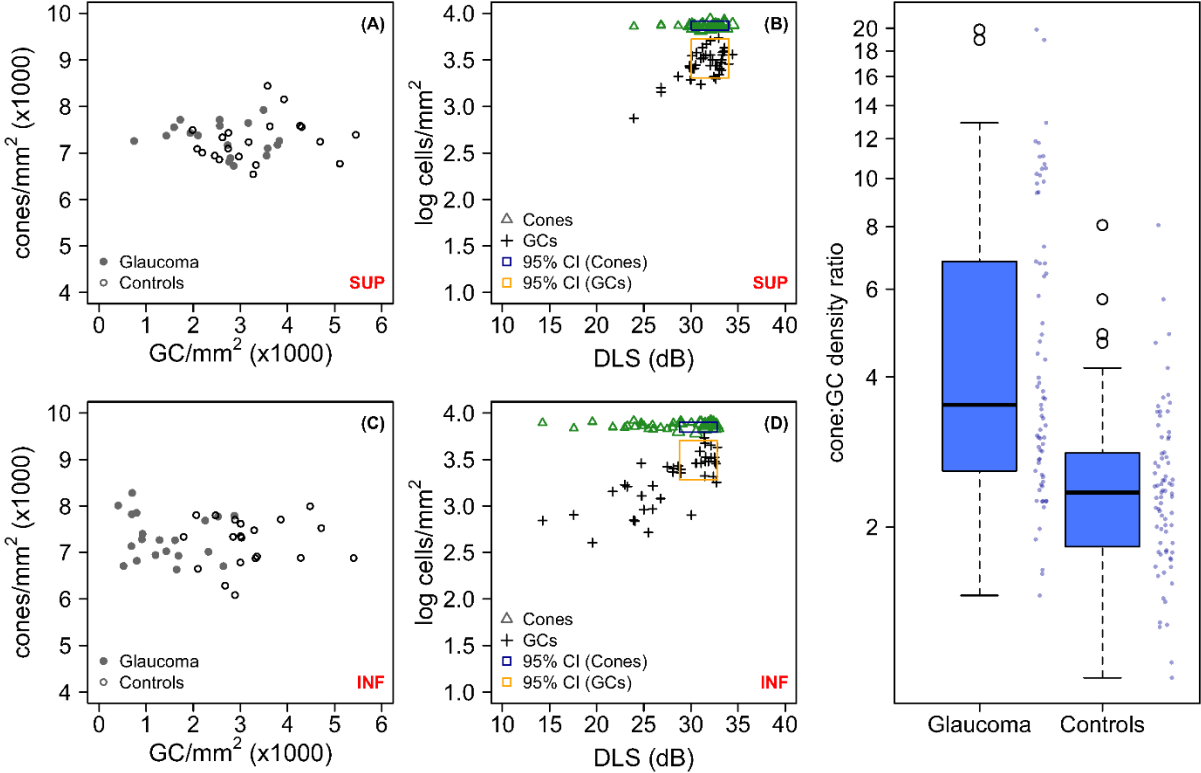 (A)
cones/mm² (x1000)
10
9
8
7
6
5
4
Glaucoma
Controls
SUP
0 1 2 3 4 5 6
GC/mm² (x1000)
(B)
log cells/mm²
4.0
3.5
3.0
2.5
2.0
1.5
1.0
Cones
GCs
95% CI (Cones)
95% CI (GCs)
SUP
10 15 20 25 30 35 40
DLS (dB)
(C)
cones/mm² (x1000)
10
9
8
7
6
5
4
Glaucoma
Controls
INF
0 1 2 3 4 5 6
GC/mm² (x1000)
(D)
log cells/mm²
4.0
3.5
3.0
2.5
2.0
1.5
1.0
Cones
GCs
95% CI (Cones)
95% CI (GCs)
INF
10 15 20 25 30 35 40
DLS (dB)
cone:GC density ratio
20
18
16
14
12
10
8
6
4
2
Glaucoma Controls